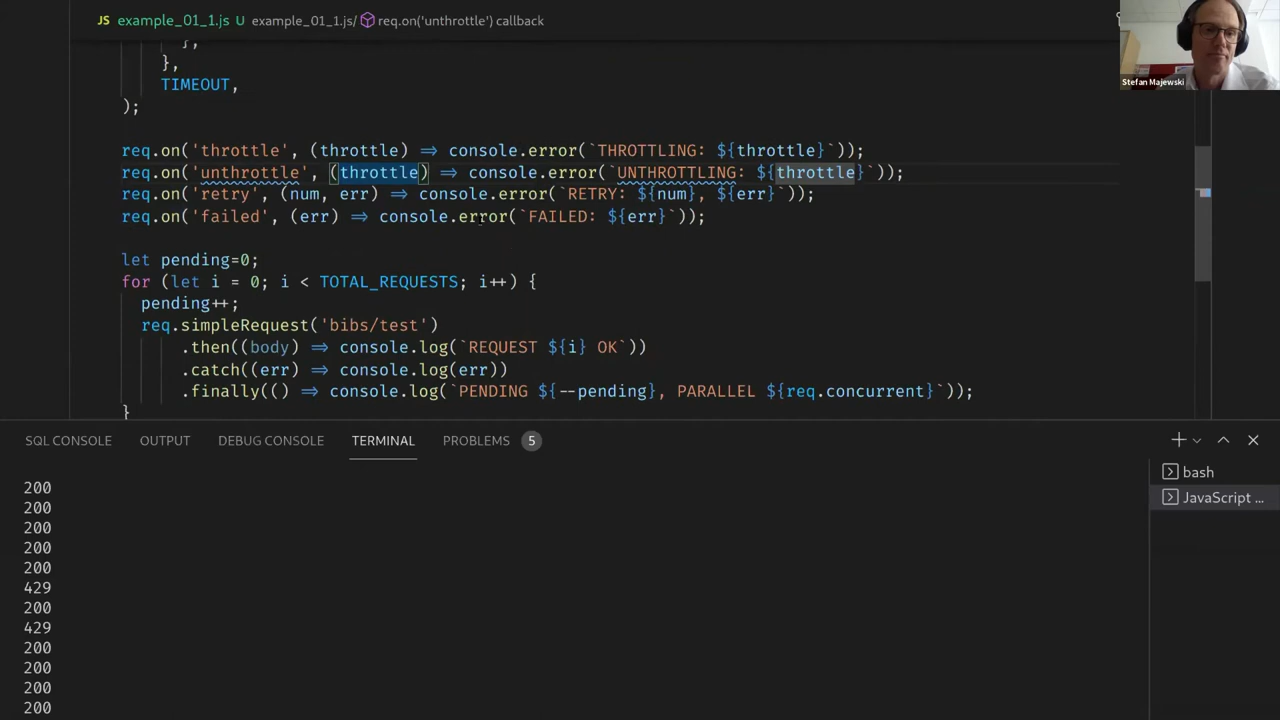 JS example_01_1.js U example_01_1.js/ req.on('unthrottle') callback
Stefan Majewski
},
},
TIMEOUT,
);
req.on('throttle', (throttle) => console.error(`THROTTLING: ${throttle}`));
req.on('unthrottle', (throttle) => console.error(`UNTHROTTLING: ${throttle}`));
req.on('retry', (num, err) => console.error(`RETRY: ${num}, ${err}`));
req.on('failed', (err) => console.error(`FAILED: ${err}`));
let pending=0;
for (let i = 0; i < TOTAL_REQUESTS; i++) {
pending++;
req.simpleRequest('bibs/test')
.then((body) => console.log(`REQUEST ${i} OK`))
.catch((err) => console.log(err))
.finally(() => console.log(`PENDING ${--pending}, PARALLEL ${req.concurrent}`));
}
SQL CONSOLE OUTPUT DEBUG CONSOLE TERMINAL PROBLEMS 5
bash
JavaScript ...
200
200
200
200
200
429
200
429
200
200
200
200